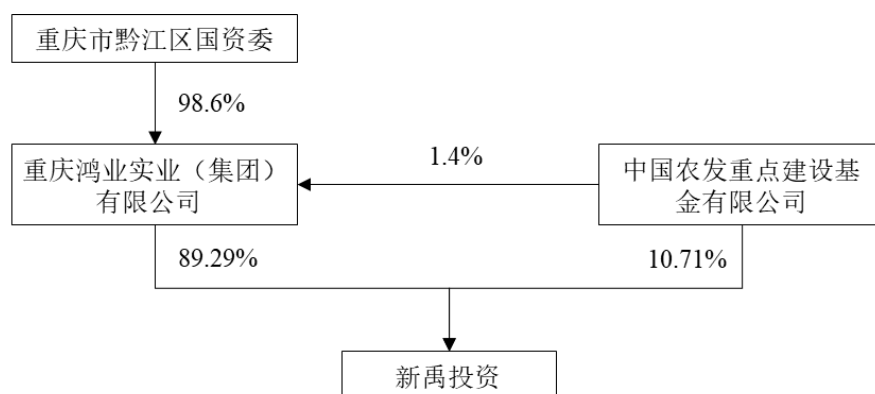 重庆市黔江区国资委
98.6%
重庆鸿业实业（集团）
有限公司
1.4%
中国农发重点建设基
金有限公司
89.29%
10.71%
新禹投资